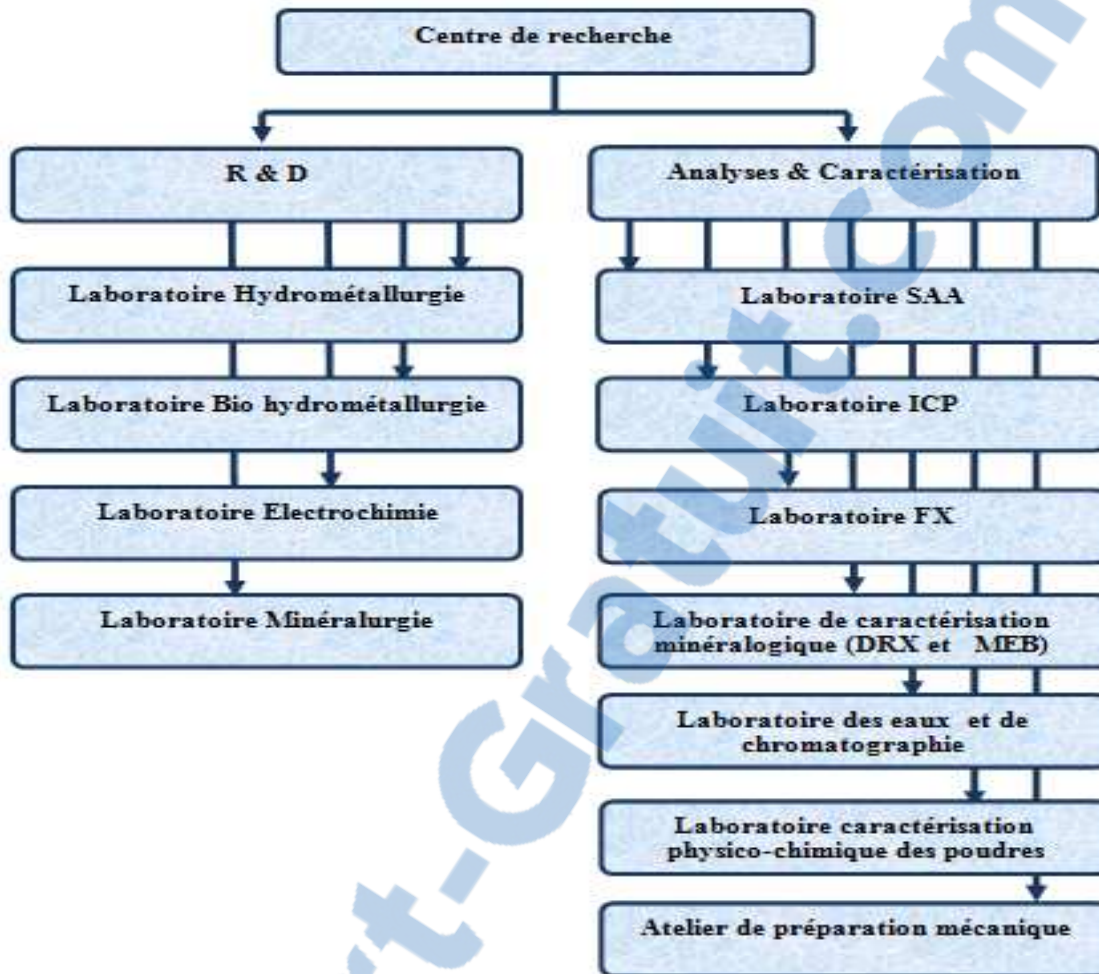 Centre de recherche
R & D
Laboratoire Hydrométallurgie
Laboratoire Bio hydrométallurgie
Laboratoire Electrochimie
Laboratoire Minéralurgie
Analyses & Caractérisation
Laboratoire SAA
Laboratoire ICP
Laboratoire FX
Laboratoire de caractérisation
minéralogique (DRX et MEB)
Laboratoire des eaux et de
chromatographie
Laboratoire caractérisation
physico-chimique des poudres
Atelier de préparation mécanique
t-Gratuit.com